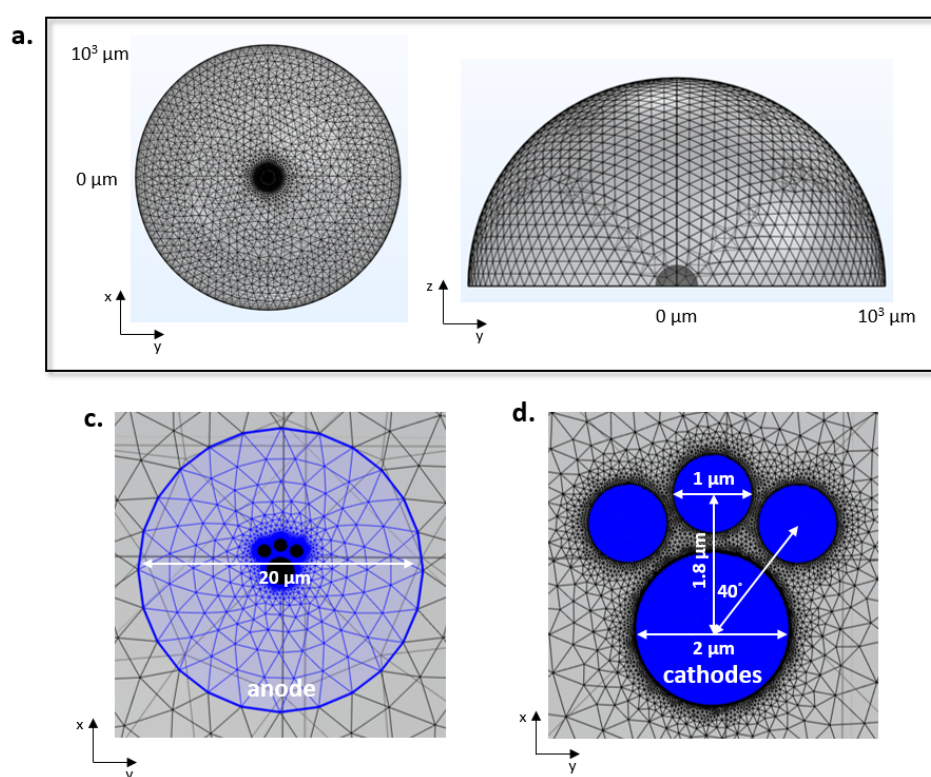 a.
10³ µm
0 µm
x
y
z
0 µm
10³ µm
x
y
c.
20 µm
anode
x
y
d.
1 µm
1.8 µm
40°
2 µm
cathodes
x
y